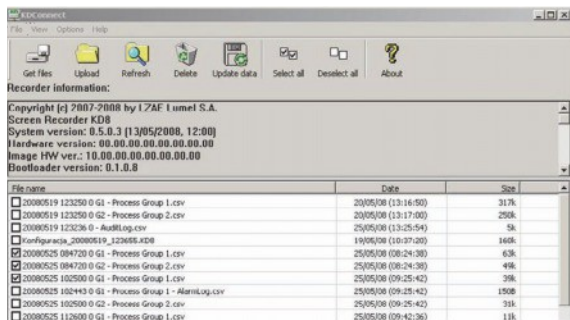 KDConnect
File View Options Help
Get files Upload Refresh Delete Update data Select all Deselect all About
Recorder information:
Copyright (c) 2007-2008 by LZAE Lumel S.A.
Screen Recorder KD8
System version: 0.5.0.3 (13/05/2008, 12:00)
Hardware version: 00.00.00.00.00.00.00.00
Image HW ver.: 10.00.00.00.00.00.00.00
Bootloader version: 0.1.0.8
File name Date Size
20080519 123250 0 G1 - Process Group 1.csv 20/05/08 (13:16:50) 317k
20080519 123250 0 G2 - Process Group 2.csv 20/05/08 (13:17:00) 250k
20080519 123236 0 - AuditLog.csv 25/05/08 (13:25:54) 5k
Konfiguracja_20080519_123655.KD8 19/05/08 (10:37:20) 160k
20080525 084720 0 G1 - Process Group 1.csv 25/05/08 (08:24:38) 63k
20080525 084720 0 G2 - Process Group 2.csv 25/05/08 (08:24:38) 49k
20080525 102500 0 G1 - Process Group 1.csv 25/05/08 (09:25:42) 39k
20080525 102443 0 G1 - Process Group 1 - AlarmLog.csv 25/05/08 (09:25:42) 150B
20080525 102500 0 G2 - Process Group 2.csv 25/05/08 (09:25:42) 31k
20080525 112600 0 G1 - Process Group 1.csv 25/05/08 (09:42:36) 11k